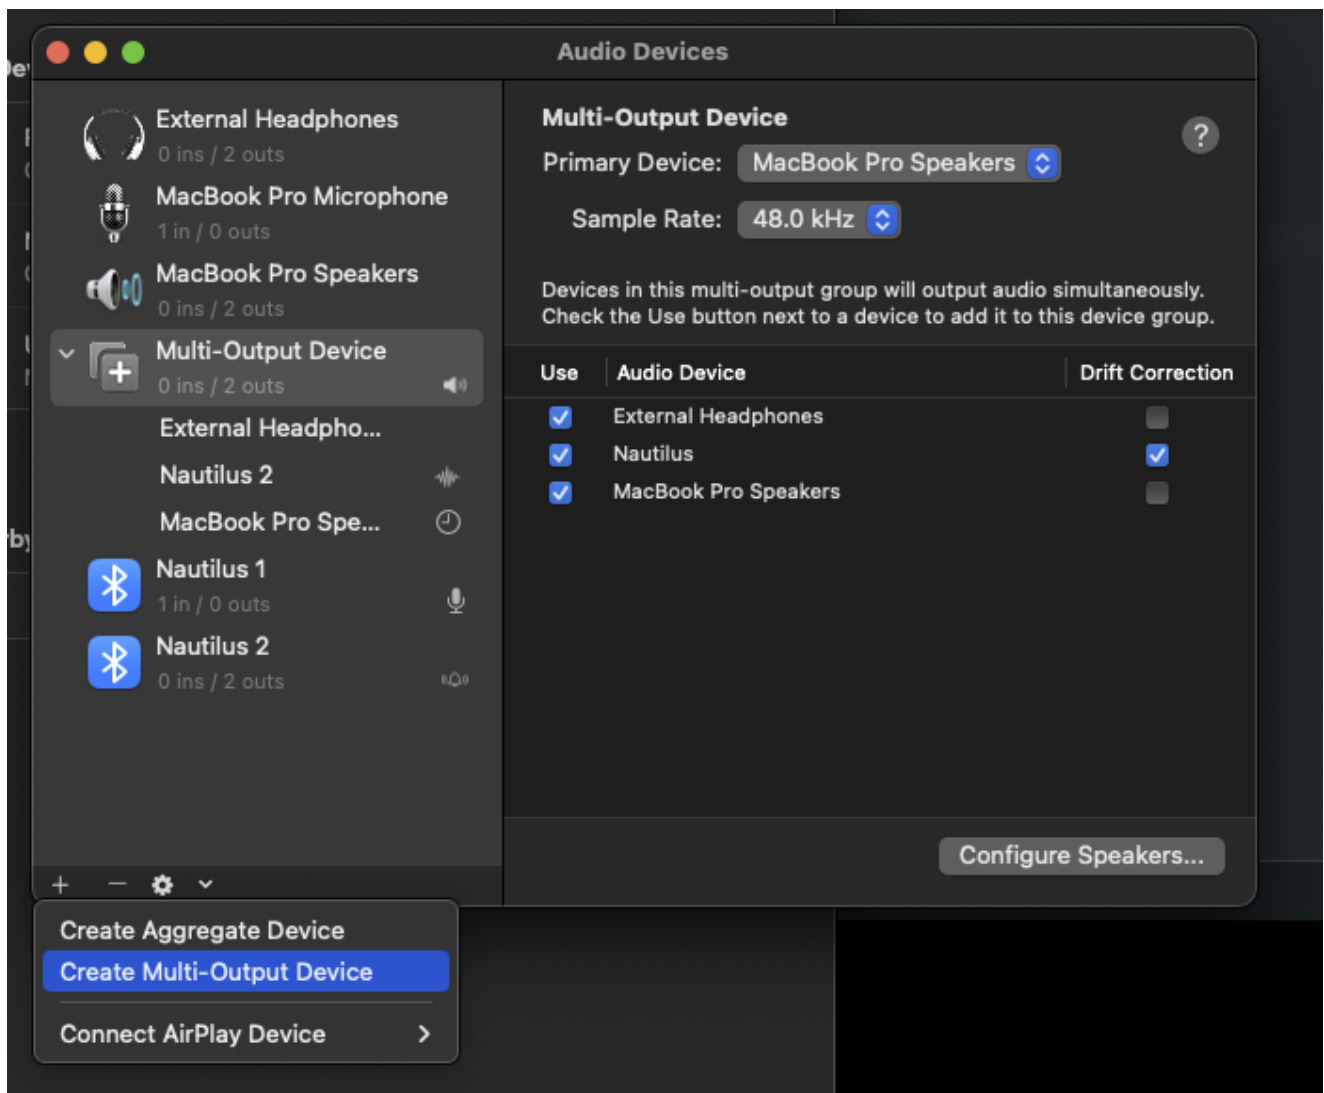 Audio Devices
External Headphones
0 ins / 2 outs
MacBook Pro Microphone
1 in / 0 outs
MacBook Pro Speakers
0 ins / 2 outs
Multi-Output Device
0 ins / 2 outs
External Headpho...
Nautilus 2
MacBook Pro Spe...
Nautilus 1
1 in / 0 outs
Nautilus 2
0 ins / 2 outs
Multi-Output Device
?
Primary Device: MacBook Pro Speakers
Sample Rate: 48.0 kHz
Devices in this multi-output group will output audio simultaneously.
Check the Use button next to a device to add it to this device group.
Use Audio Device Drift Correction
External Headphones
Nautilus
MacBook Pro Speakers
Configure Speakers...
Create Aggregate Device
Create Multi-Output Device
Connect AirPlay Device